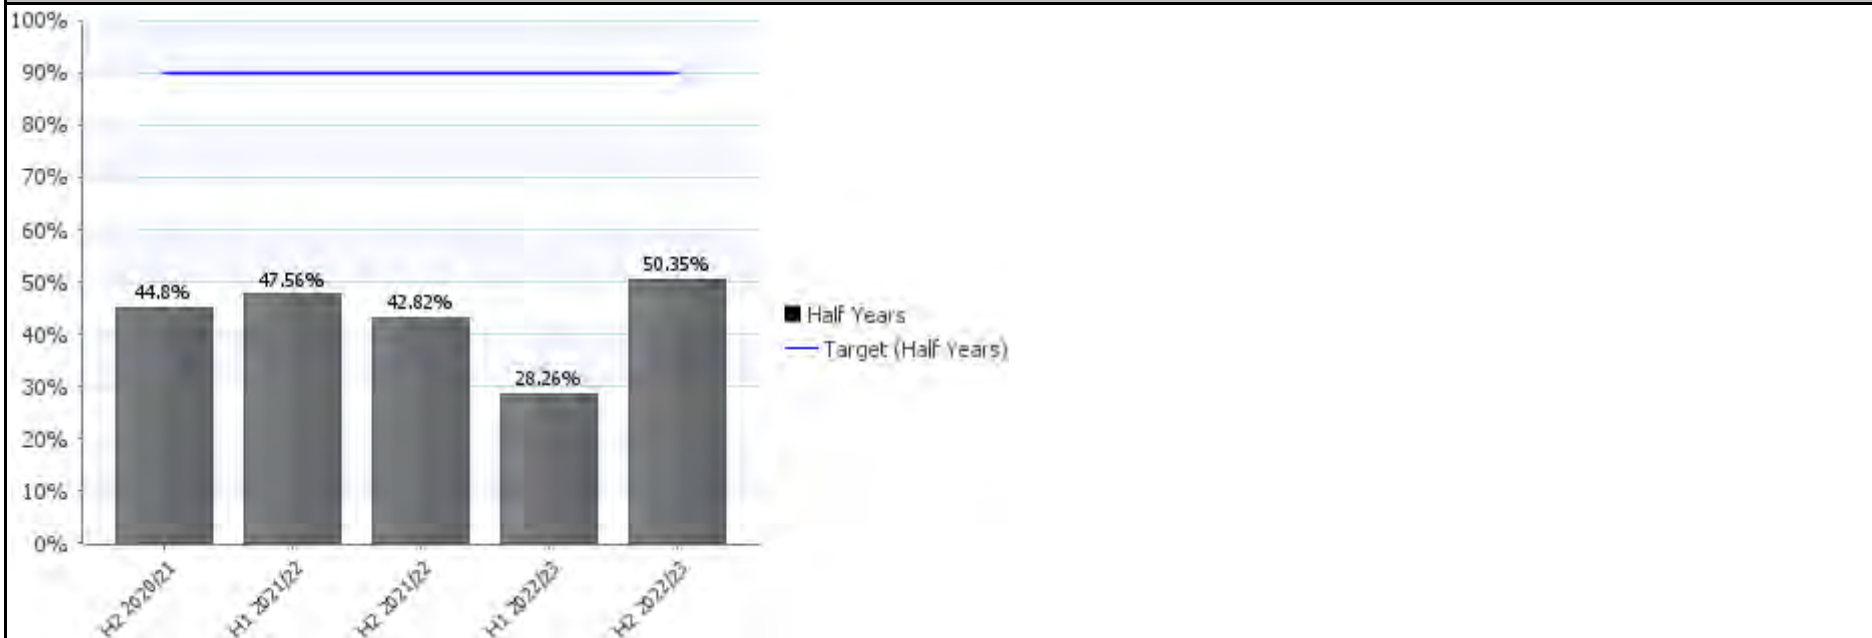 100%
90%
80%
70%
60%
50%
40%
30%
20%
10%
0%
44.8%
47.56%
42.82%
28.26%
50.35%
H2 2020/21
H1 2021/22
H2 2021/22
H1 2022/23
H2 2022/23
Half Years
Target (Half Years)